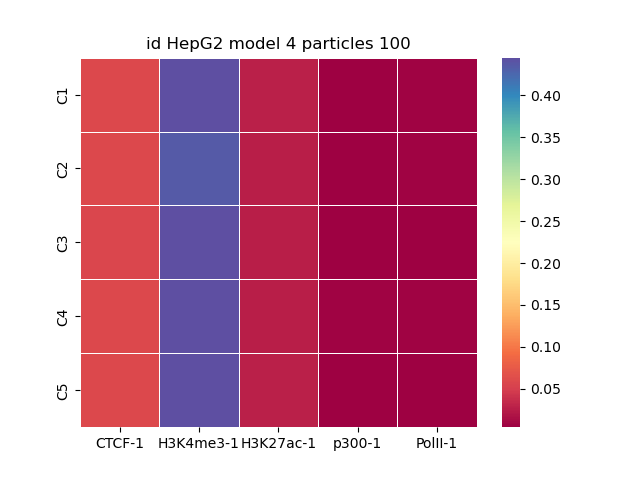 id HepG2 model 4 particles 100
C1
C2
C3
C4
C5
CTCF-1 H3K4me3-1 H3K27ac-1 p300-1 PolII-1
0.40
0.35
0.30
0.25
0.20
0.15
0.10
0.05